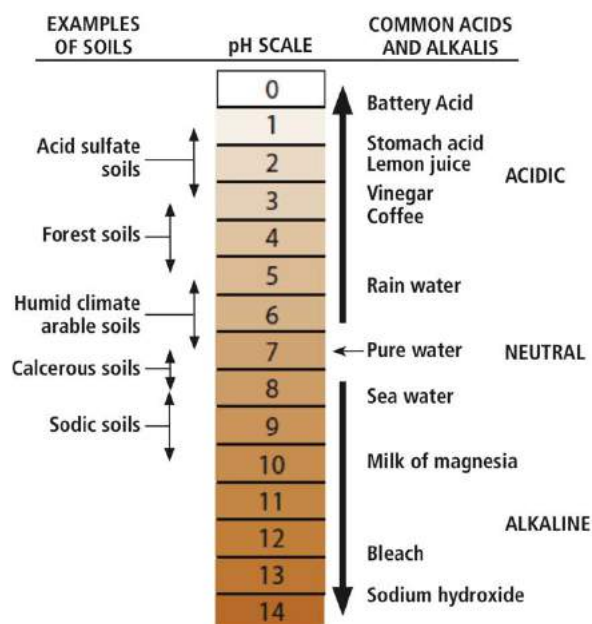 EXAMPLES
OF SOILS
pH SCALE
COMMON ACIDS
AND ALKALIS
0
Battery Acid
1
Acid sulfate
soils
Stomach acid
2
Lemon juice
ACIDIC
3
Vinegar
Coffee
Forest soils
4
5
Rain water
Humid climate
arable soils
6
7
Pure water
NEUTRAL
Calcerous soils
8
Sea water
Sodic soils
9
10
Milk of magnesia
11
ALKALINE
12
Bleach
13
Sodium hydroxide
14